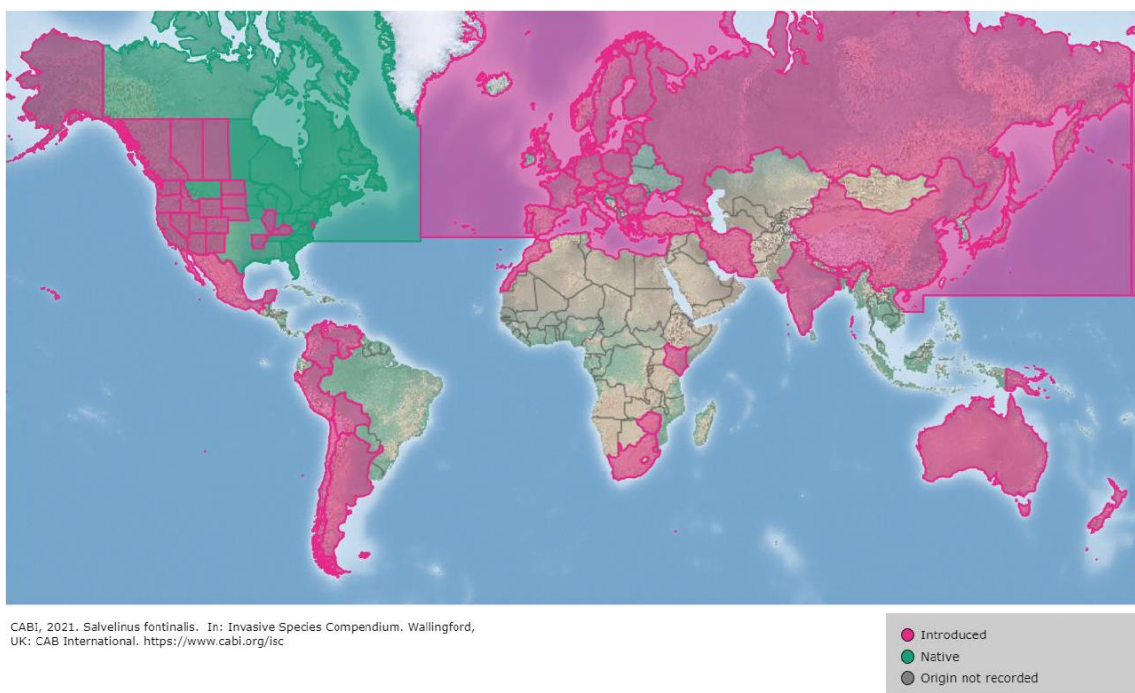 CABI, 2021. Salvelinus fontinalis. In: Invasive Species Compendium. Wallingford,
UK: CAB International. https://www.cabi.org/isc
Introduced
Native
Origin not recorded